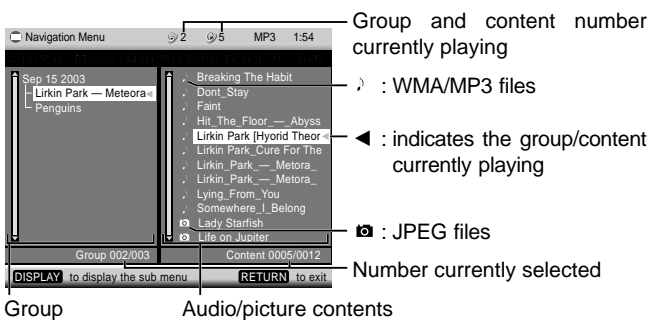 Group and content number
currently playing
Navigation Menu 2 5 MP3 1:54
Sep 15 2003
Lirkin Park — Meteora
Penguins
Breaking The Habit
Dont_Stay
Faint
Hit_The_Floor_—_Abyss
Lirkin Park [Hyorid Theor
Lirkin Park_Cure For The
Lirkin_Park_—_Metora_
Lirkin_Park_—_Metora_
Lying_From_You
Somewhere_I_Belong
Lady Starfish
Life on Jupiter
Group 002/003
Content 0005/0012
DISPLAY to display the sub menu
RETURN to exit
: WMA/MP3 files
◀ : indicates the group/content
currently playing
: JPEG files
Number currently selected
Group
Audio/picture contents